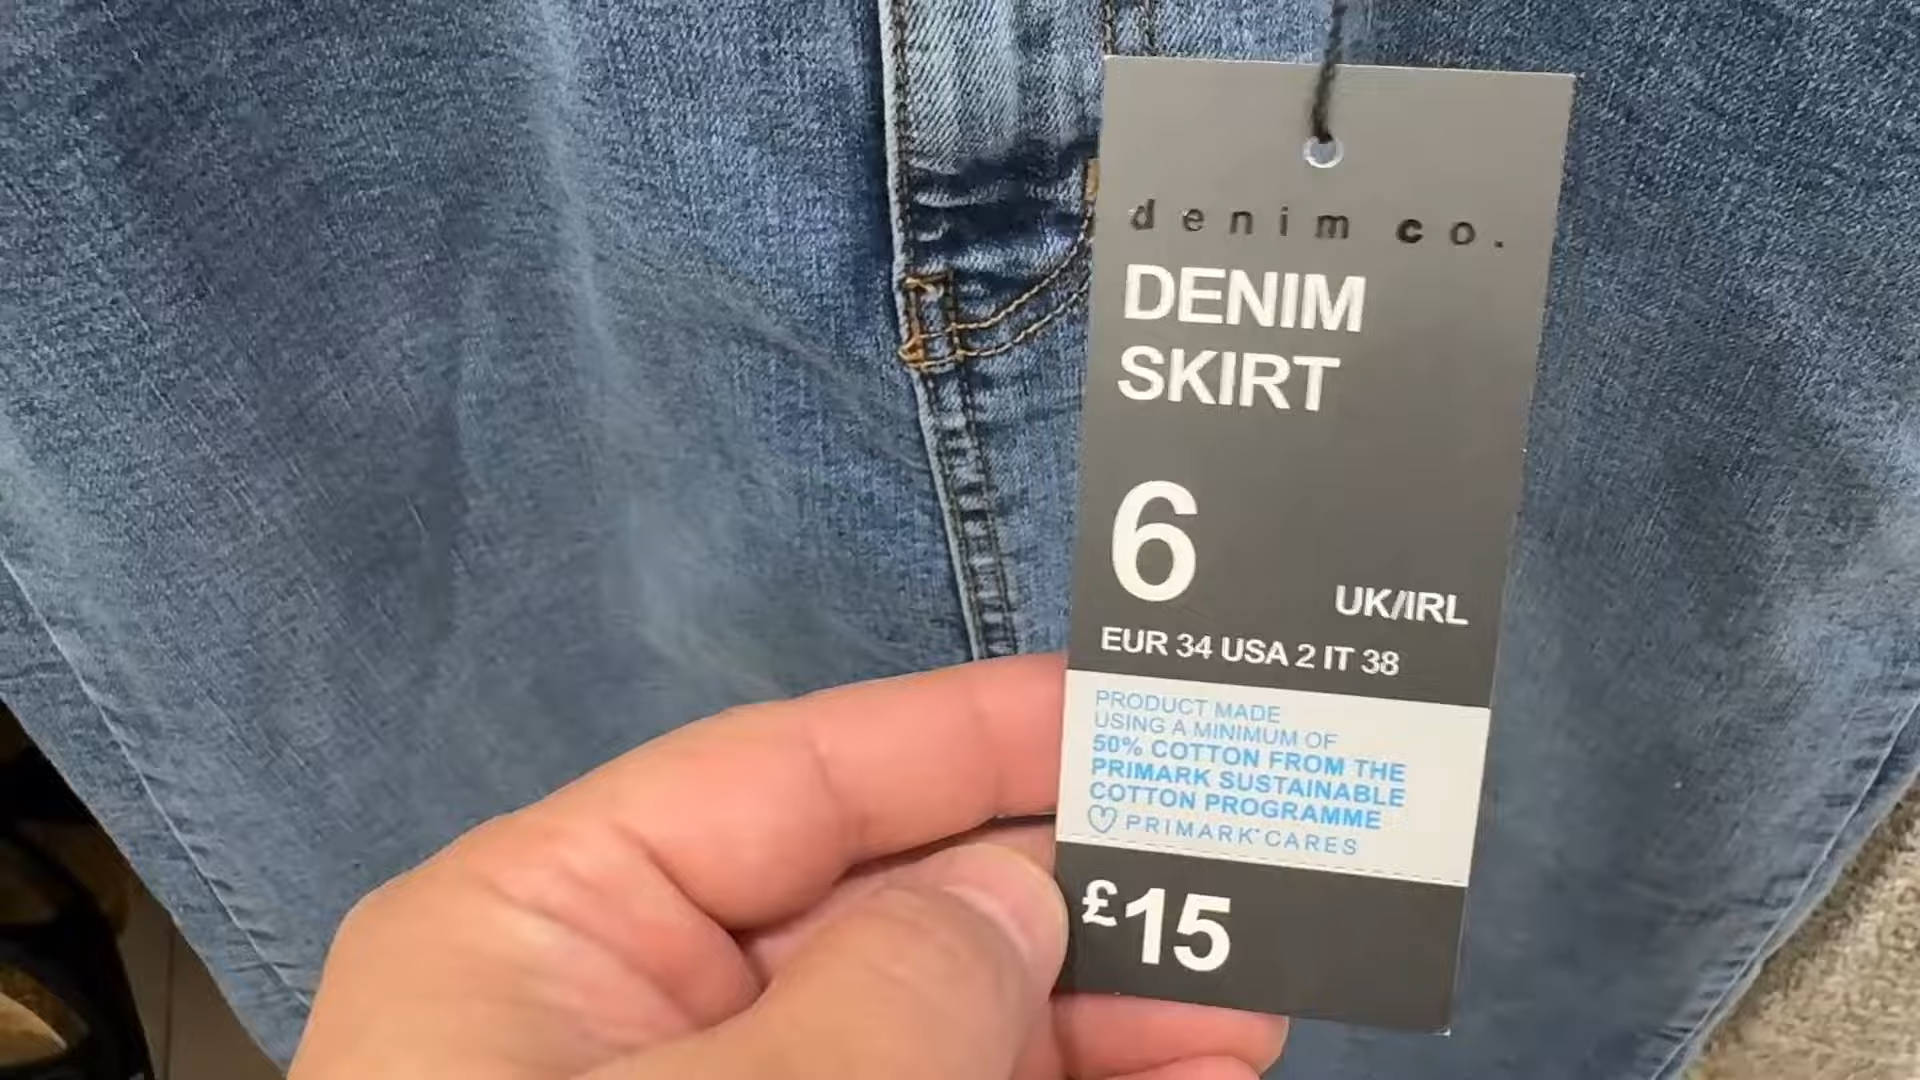 denim co.
DENIM
SKIRT
6
UK/IRL
EUR 34 USA 2 IT 38
PRODUCT MADE
USING A MINIMUM OF
50% COTTON FROM THE
PRIMARK SUSTAINABLE
COTTON PROGRAMME
PRIMARK® CARES
£15